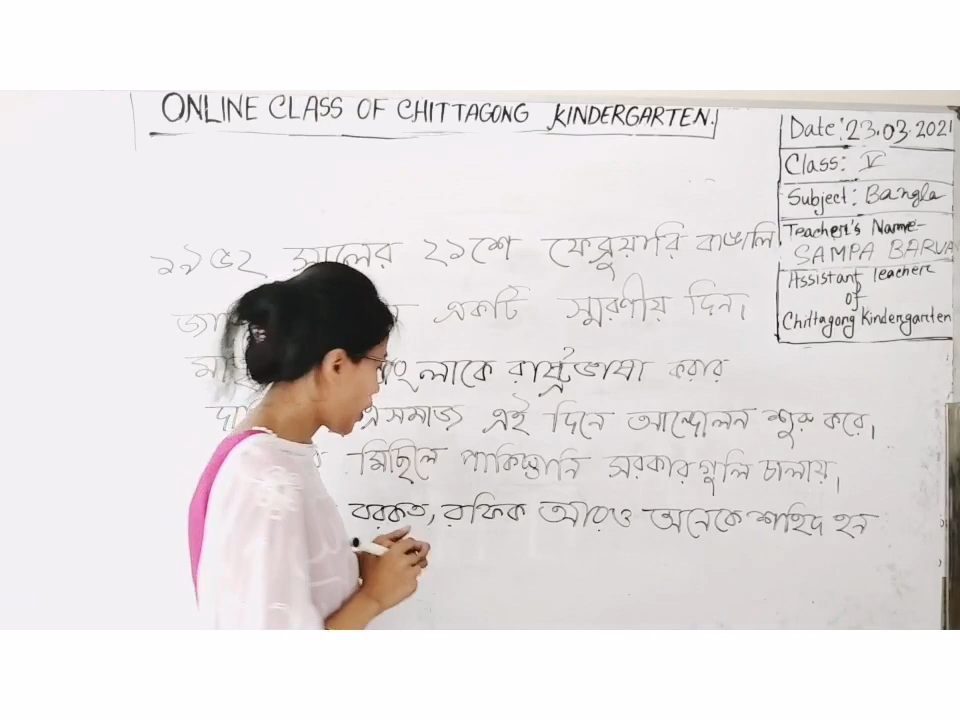 ONLINE CLASS OF CHITTAGONG KINDERGARTEN.
Date: 23.03.2021
Class: V
Subject: Bangla
Teacher's Name-
SAMPA BARUA
Assistant Teacher
of
Chittagong Kindergarten
১৯৫২ সালের ২১শে ফেব্রুয়ারি বাঙালি
একটি স্মরণীয় দিন।
বাংলাকে রাষ্ট্রভাষা করার
এই দিনে আন্দোলন শুরু করে।
মিছিলে পাকিস্তানি সরকার গুলি চালায়।
বরকত, রফিক আরও অনেকে শহিদ হন